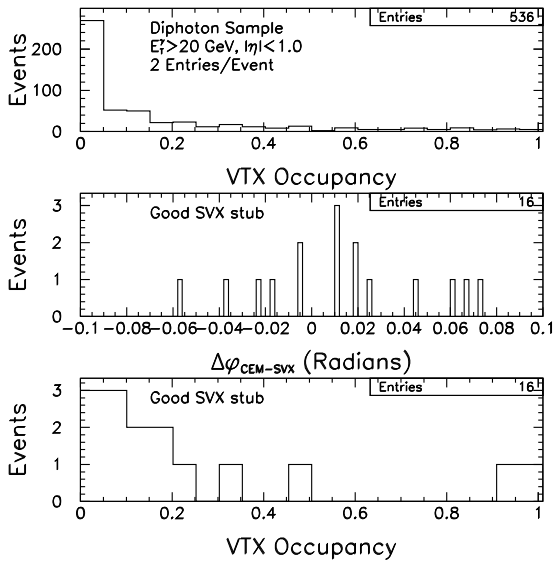 Entries 536
Diphoton Sample
E_T^γ>20 GeV, |η|<1.0
2 Entries/Event
Events
200
100
0
0 0.2 0.4 0.6 0.8 1
VTX Occupancy
Entries 16
Good SVX stub
Events
3
2
1
0
-0.1 -0.08 -0.06 -0.04 -0.02 0 0.02 0.04 0.06 0.08 0.1
Δφ_CEM-SVX (Radians)
Entries 16
Good SVX stub
Events
3
2
1
0
0 0.2 0.4 0.6 0.8 1
VTX Occupancy